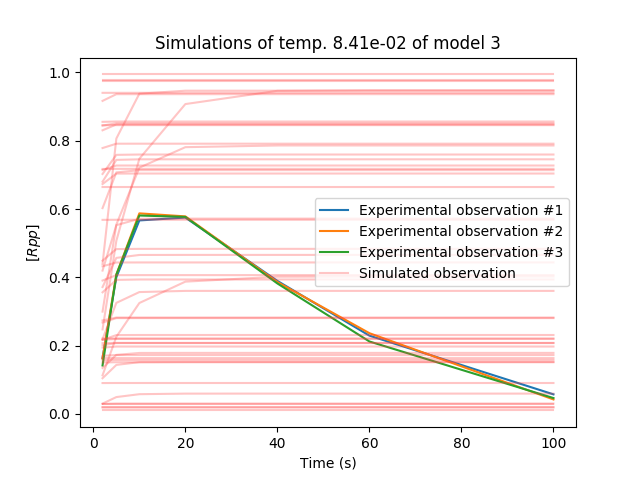 Simulations of temp. 8.41e-02 of model 3
1.0
0.8
0.6
0.4
0.2
0.0
[Rpp]
Experimental observation #1
Experimental observation #2
Experimental observation #3
Simulated observation
0 20 40 60 80 100
Time (s)